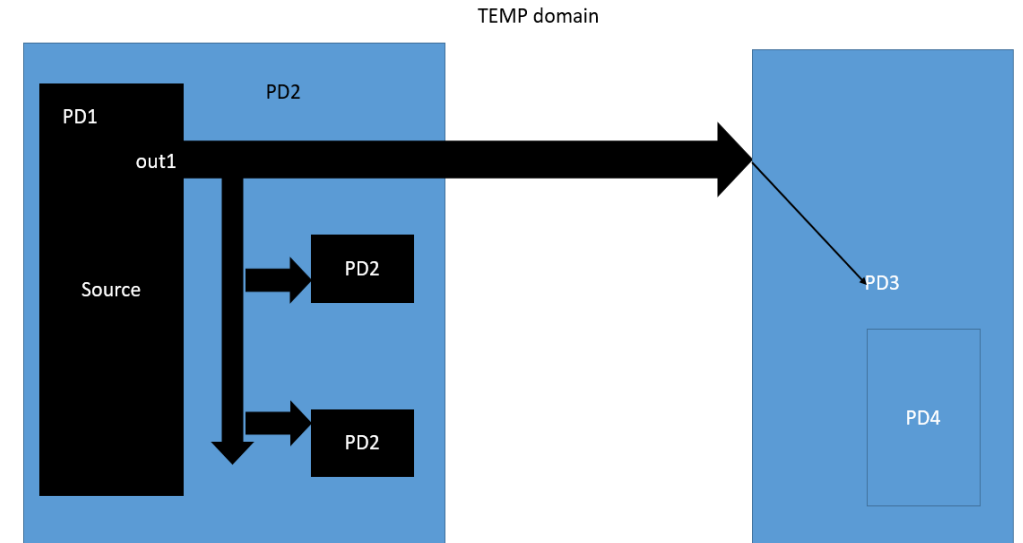 TEMP domain
PD2
PD1
out1
PD2
Source
PD3
PD4
PD2